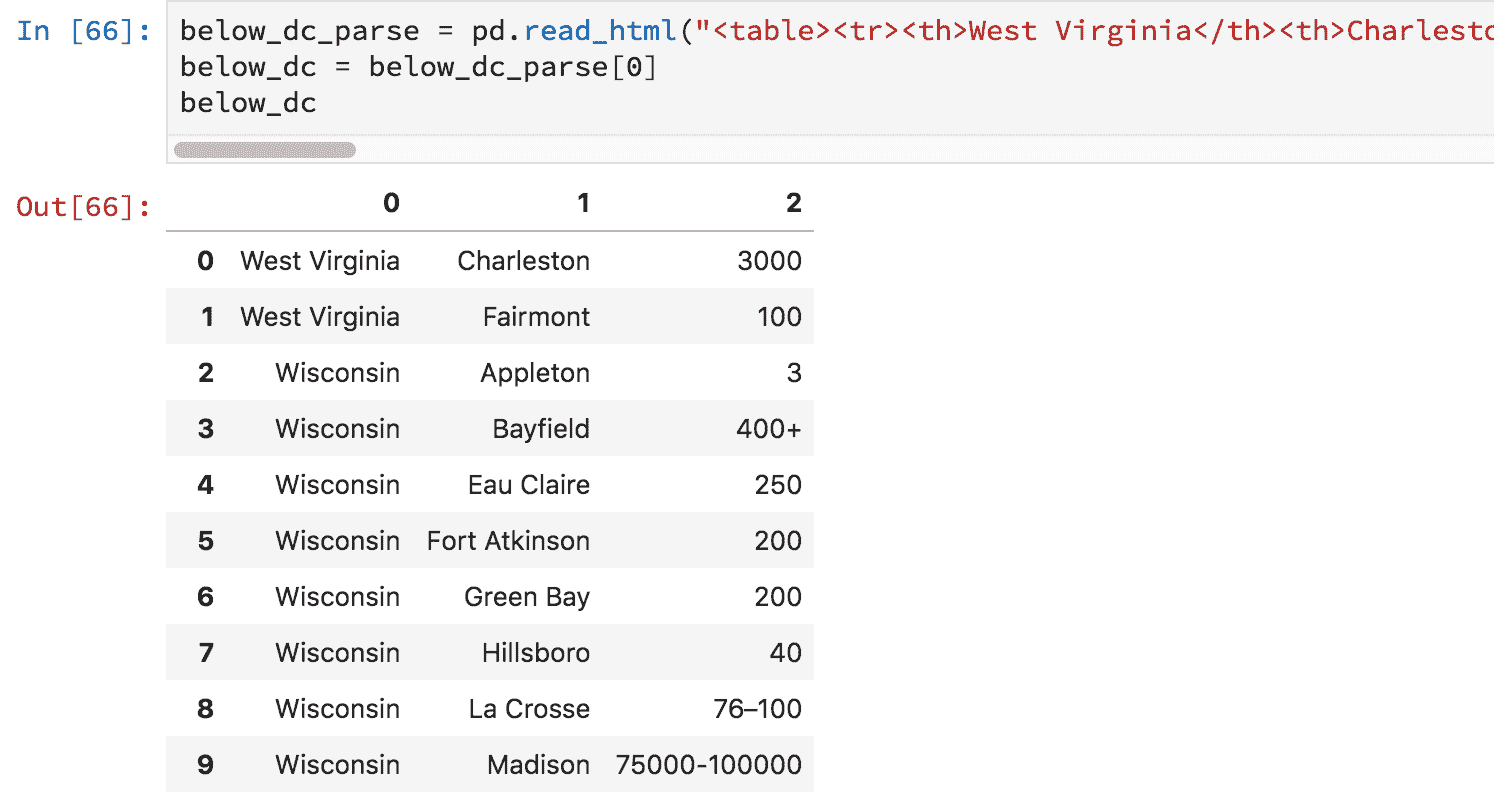 In [66]: below_dc_parse = pd.read_html("<table><tr><th>West Virginia</th><th>Charlesto
below_dc = below_dc_parse[0]
below_dc
Out[66]:
0 1 2
0 West Virginia Charleston 3000
1 West Virginia Fairmont 100
2 Wisconsin Appleton 3
3 Wisconsin Bayfield 400+
4 Wisconsin Eau Claire 250
5 Wisconsin Fort Atkinson 200
6 Wisconsin Green Bay 200
7 Wisconsin Hillsboro 40
8 Wisconsin La Crosse 76–100
9 Wisconsin Madison 75000-100000